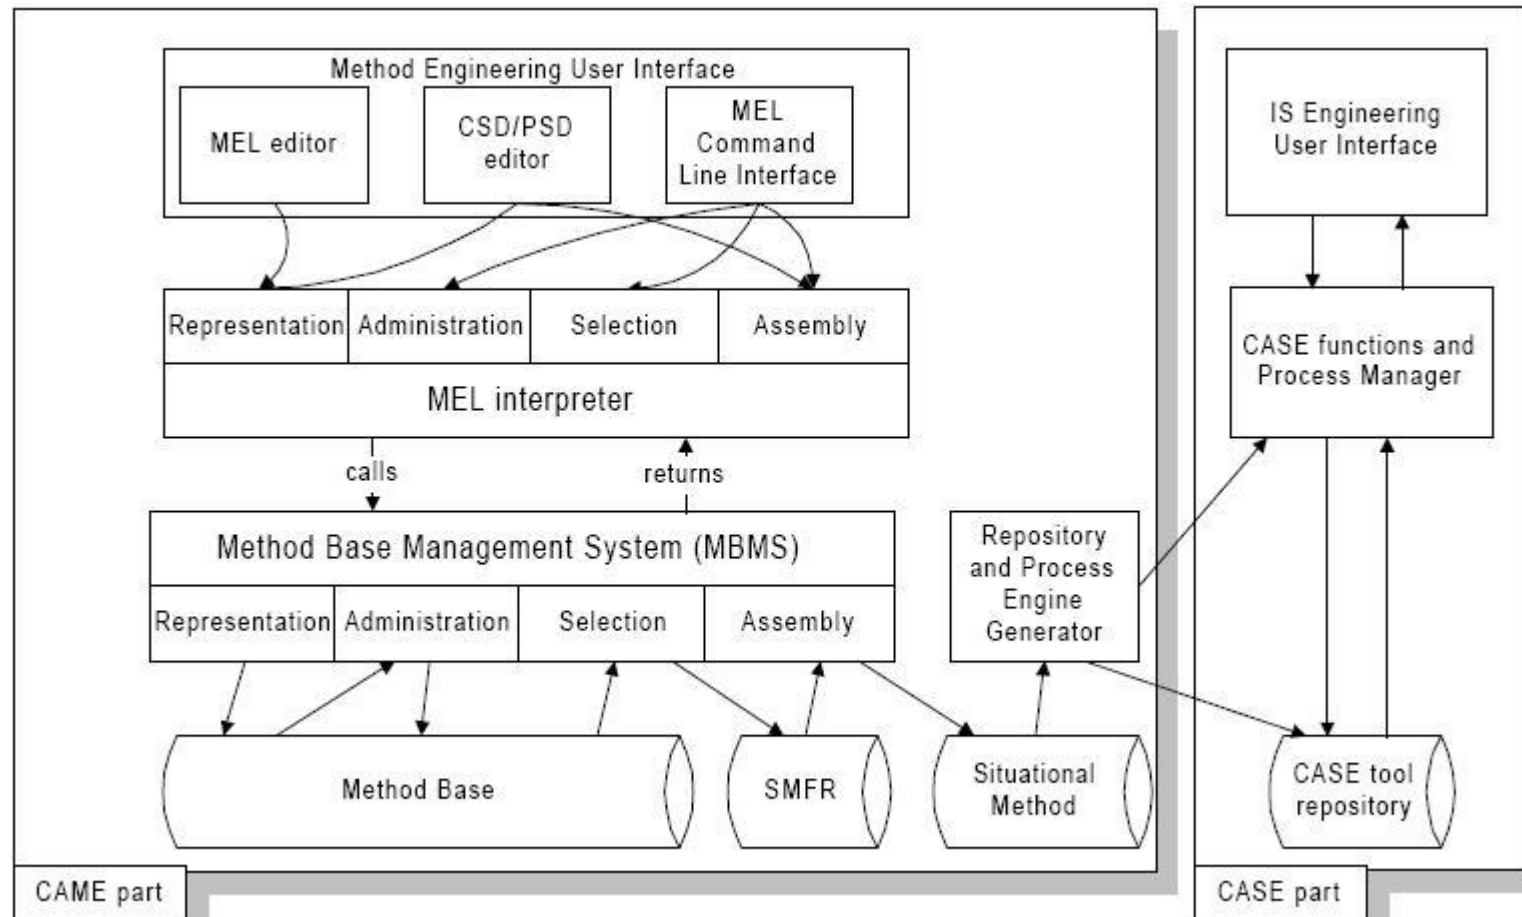 Method Engineering User Interface
MEL editor
CSD/PSD
editor
MEL
Command
Line Interface
Representation
Administration
Selection
Assembly
MEL interpreter
calls
returns
Method Base Management System (MBMS)
Representation
Administration
Selection
Assembly
Repository
and Process
Engine
Generator
Method Base
SMFR
Situational
Method
CAME part
IS Engineering
User Interface
CASE functions and
Process Manager
CASE tool
repository
CASE part